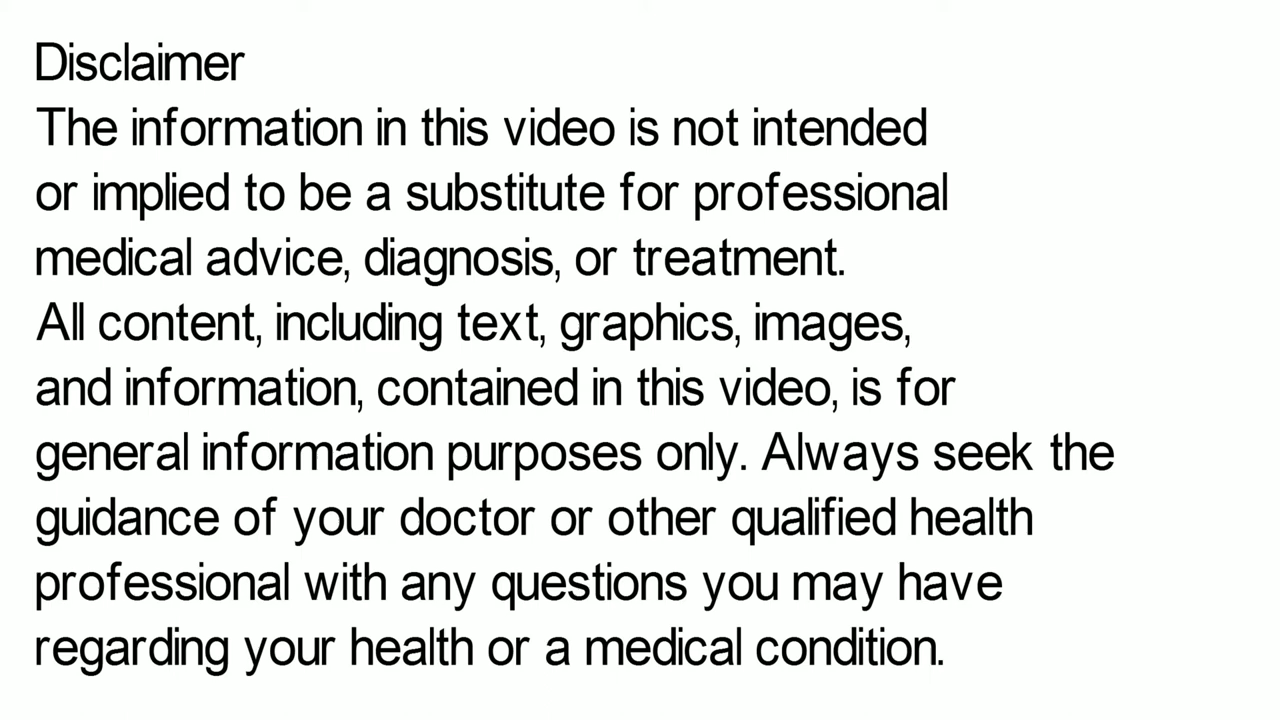 Disclaimer
The information in this video is not intended
or implied to be a substitute for professional
medical advice, diagnosis, or treatment.
All content, including text, graphics, images,
and information, contained in this video, is for
general information purposes only. Always seek the
guidance of your doctor or other qualified health
professional with any questions you may have
regarding your health or a medical condition.